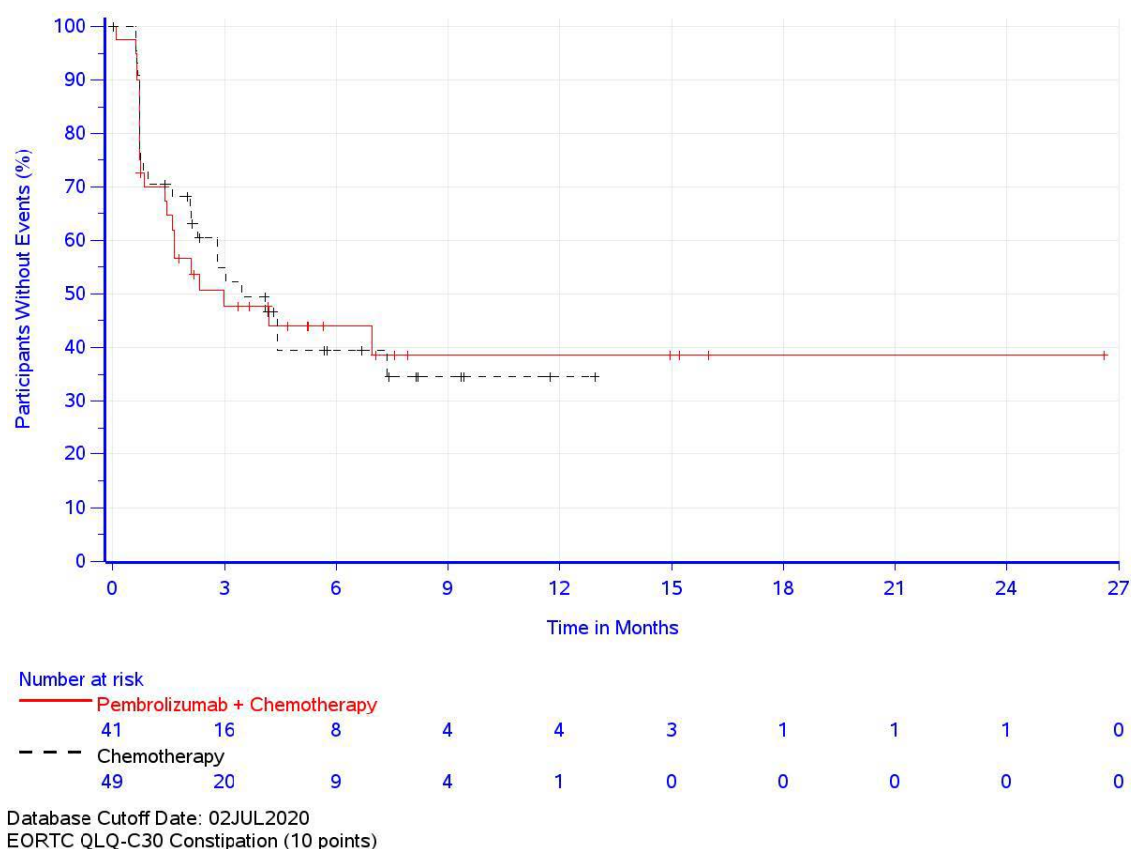 100
90
80
70
60
50
40
30
20
10
0
Participants Without Events (%)
0 3 6 9 12 15 18 21 24 27
Time in Months
Number at risk
Pembrolizumab + Chemotherapy
41 16 8 4 4 3 1 1 1 0
Chemotherapy
49 20 9 4 1 0 0 0 0 0
Database Cutoff Date: 02JUL2020
EORTC QLQ-C30 Constipation (10 points)